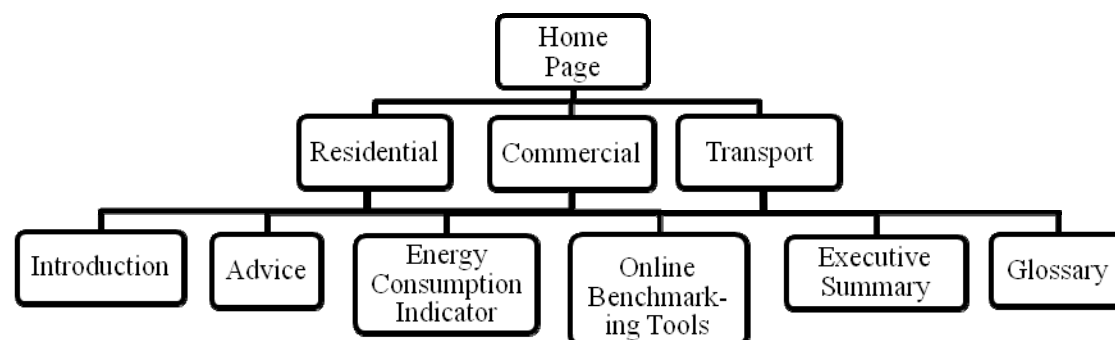 Home
Page
Residential
Commercial
Transport
Introduction
Advice
Energy
Consumption
Indicator
Online
Benchmark-
ing Tools
Executive
Summary
Glossary